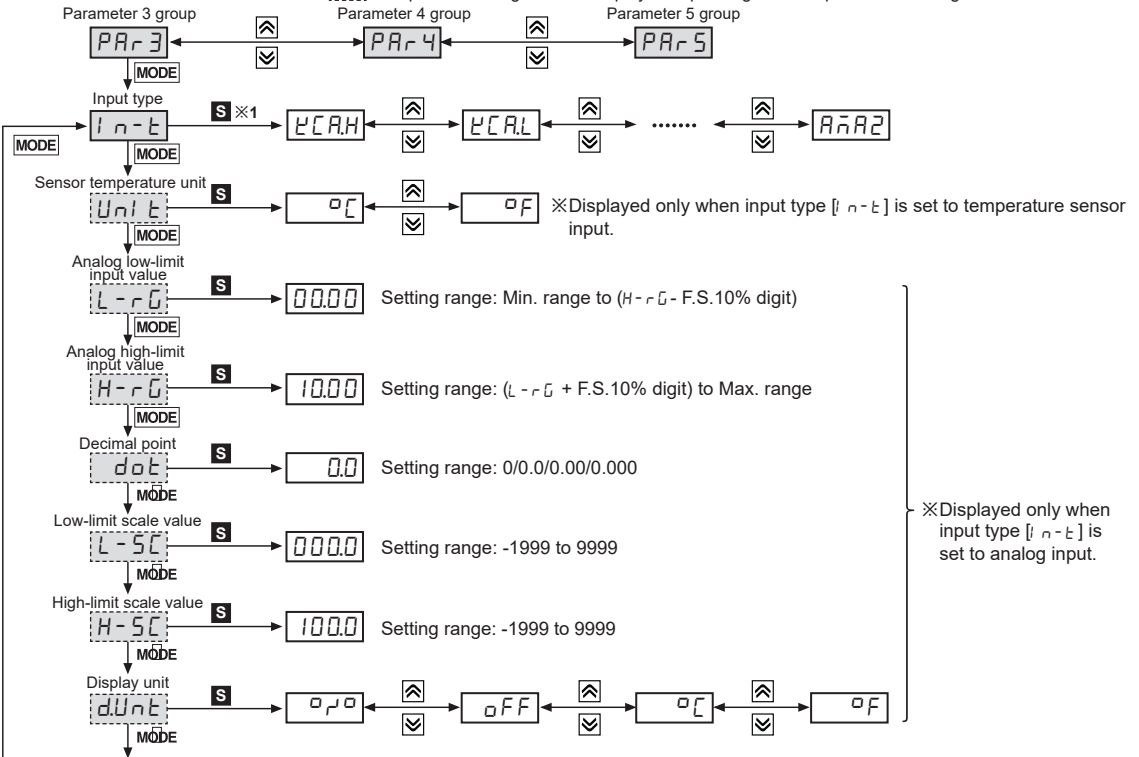 Parameter 3 group Parameter 4 group Parameter 5 group
PAr3 PAr4 PAr5
MODE
Input type
In-t S ※1 KCA.H KCA.L ....... AMA2
MODE MODE
Sensor temperature unit
UnIt S °C °F ※Displayed only when input type [In-t] is set to temperature sensor
input.
MODE
Analog low-limit
input value
L-rG S 00.00 Setting range: Min. range to (H-rG- F.S.10% digit)
MODE
Analog high-limit
input value
H-rG S 10.00 Setting range: (L-rG + F.S.10% digit) to Max. range
MODE
Decimal point
dot S 0.0 Setting range: 0/0.0/0.00/0.000
MODE
Low-limit scale value
L-SC S 000.0 Setting range: -1999 to 9999
MODE
High-limit scale value
H-SC S 100.0 Setting range: -1999 to 9999
MODE
※Displayed only when
input type [In-t] is
set to analog input.
Display unit
d.Unt S oFF °C °F
MODE